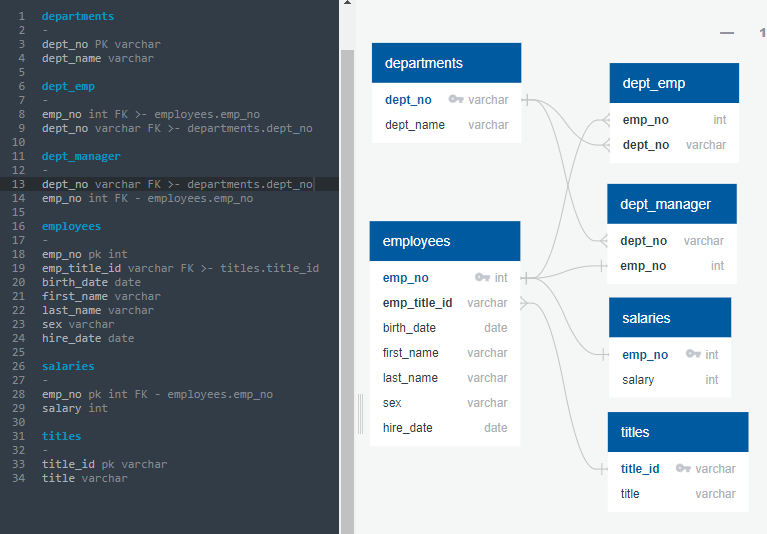 1 departments
2 -
3 dept_no PK varchar
4 dept_name varchar
5
6 dept_emp
7 -
8 emp_no int FK >- employees.emp_no
9 dept_no varchar FK >- departments.dept_no
10
11 dept_manager
12 -
13 dept_no varchar FK >- departments.dept_no
14 emp_no int FK - employees.emp_no
15
16 employees
17 -
18 emp_no pk int
19 emp_title_id varchar FK >- titles.title_id
20 birth_date date
21 first_name varchar
22 last_name varchar
23 sex varchar
24 hire_date date
25
26 salaries
27 -
28 emp_no pk int FK - employees.emp_no
29 salary int
30
31 titles
32 -
33 title_id pk varchar
34 title varchar
1
departments
dept_no varchar
dept_name varchar
dept_emp
emp_no int
dept_no varchar
dept_manager
dept_no varchar
emp_no int
employees
emp_no int
emp_title_id varchar
birth_date date
first_name varchar
last_name varchar
sex varchar
hire_date date
salaries
emp_no int
salary int
titles
title_id varchar
title varchar